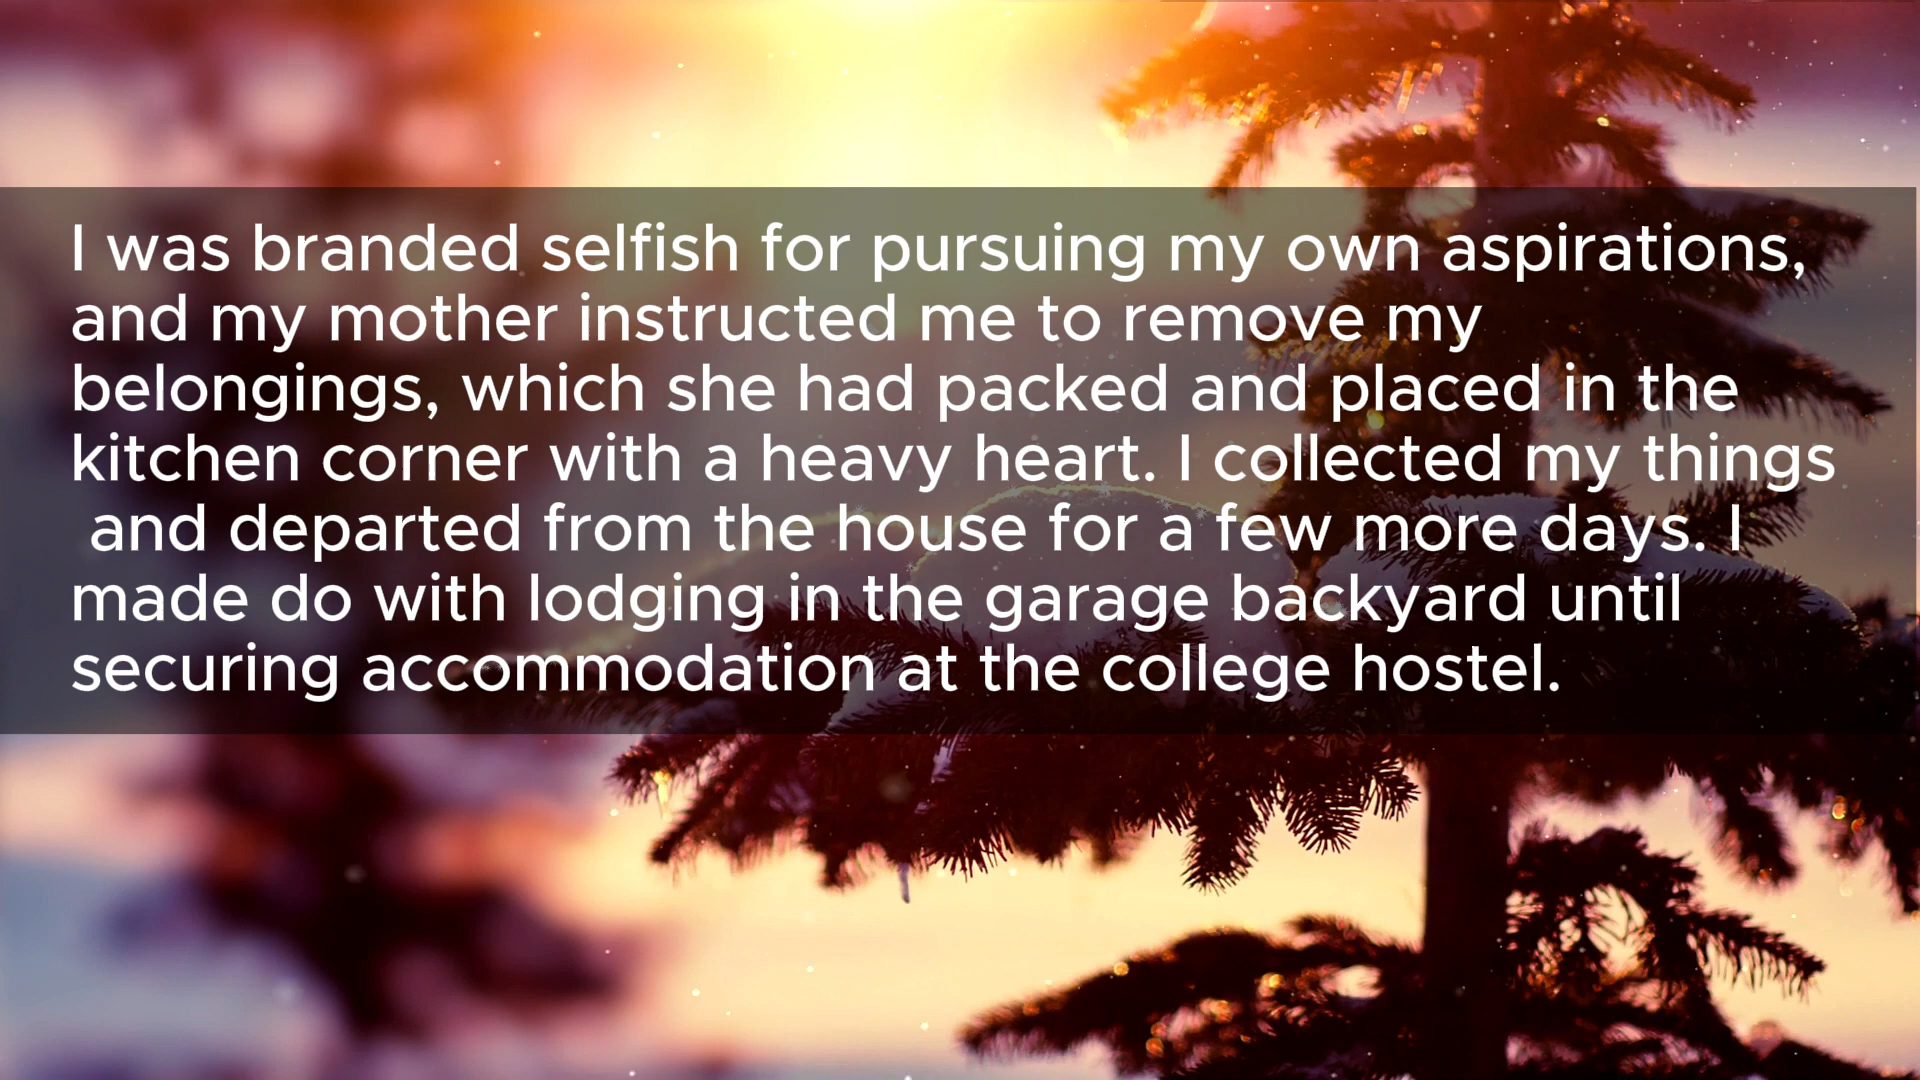 I was branded selfish for pursuing my own aspirations,
and my mother instructed me to remove my
belongings, which she had packed and placed in the
kitchen corner with a heavy heart. I collected my things
and departed from the house for a few more days. I
made do with lodging in the garage backyard until
securing accommodation at the college hostel.